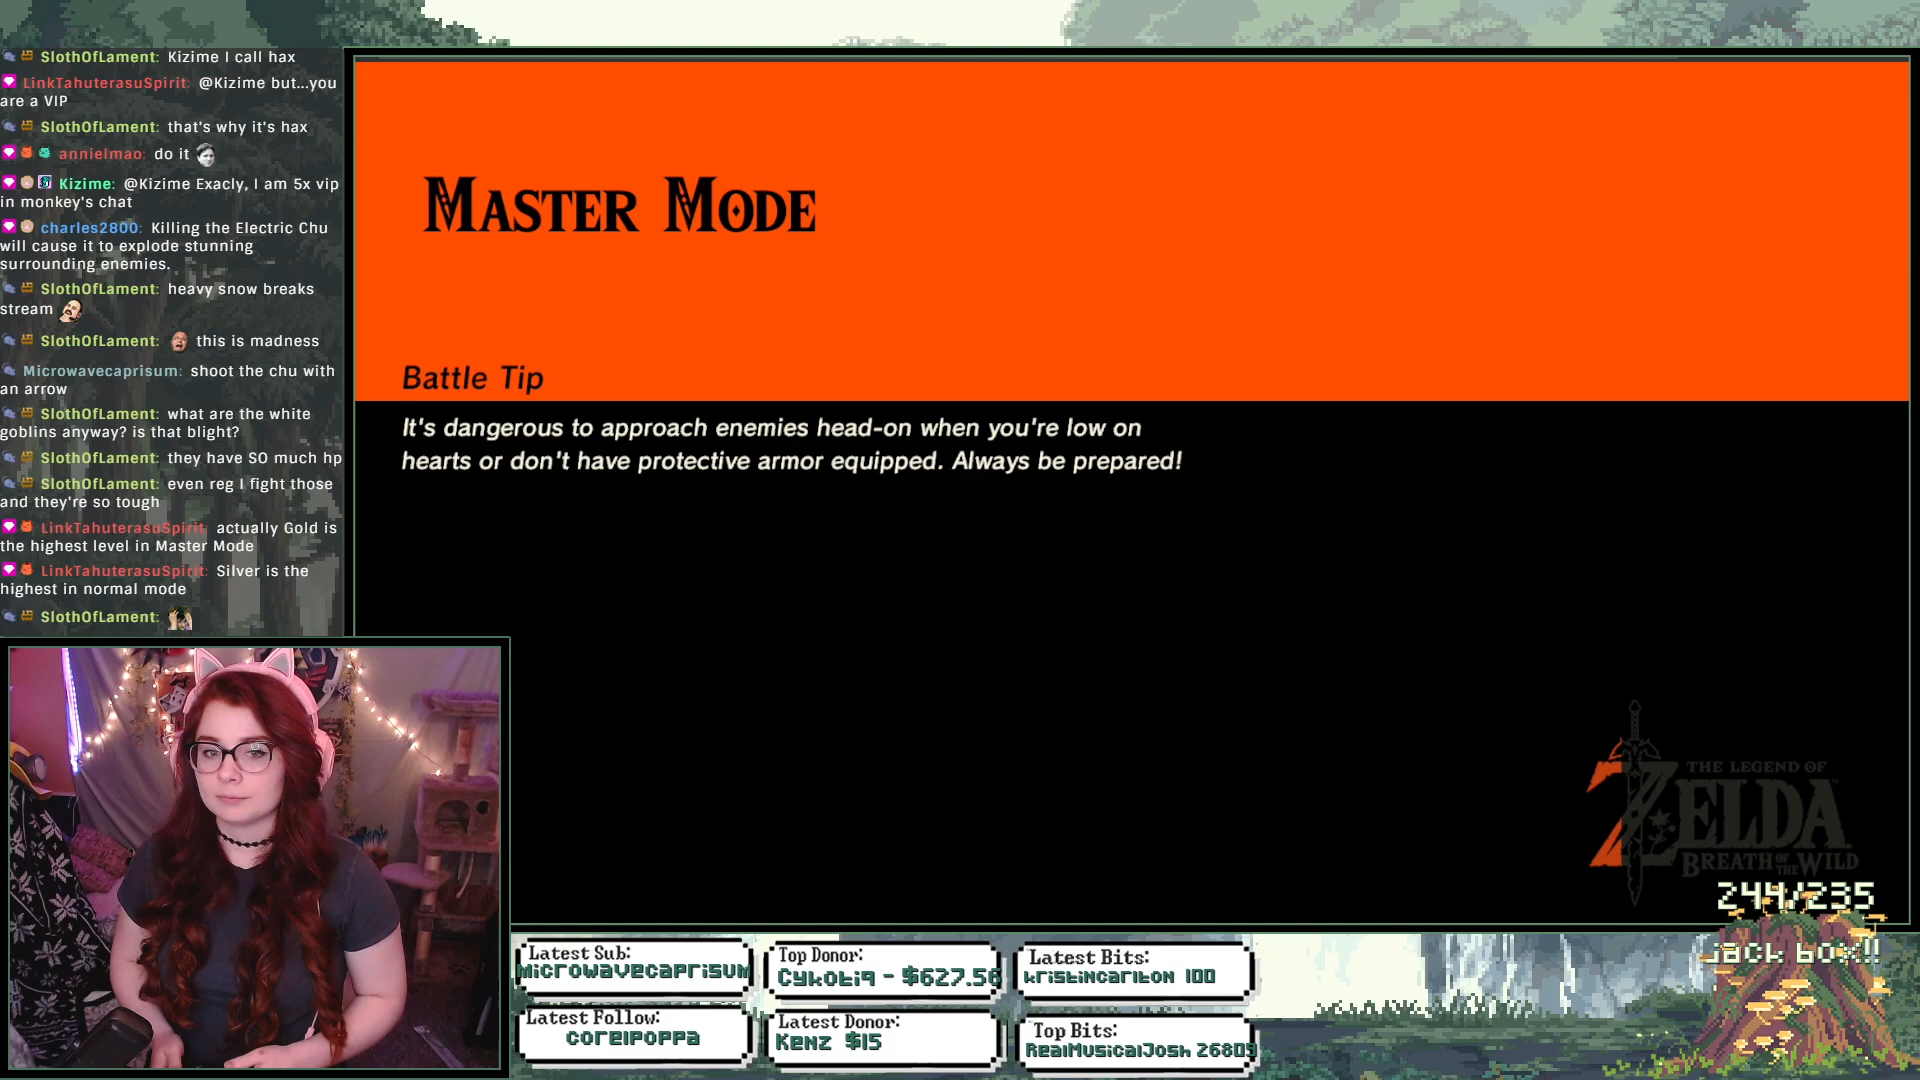 SlothOfLament: Kizime I call hax
LinkTahuterasuSpirit: @Kizime but...you
are a VIP
SlothOfLament: that's why it's hax
annielmao: do it
Kizime: @Kizime Exacly, I am 5x vip
in monkey's chat
charles2800: Killing the Electric Chu
will cause it to explode stunning
surrounding enemies.
SlothOfLament: heavy snow breaks
stream
SlothOfLament: this is madness
Microwavecaprisum: shoot the chu with
an arrow
SlothOfLament: what are the white
goblins anyway? is that blight?
SlothOfLament: they have SO much hp
SlothOfLament: even reg I fight those
and they're so tough
LinkTahuterasuSpirit: actually Gold is
the highest level in Master Mode
LinkTahuterasuSpirit: Silver is the
highest in normal mode
SlothOfLament:
MASTER MODE
Battle Tip
It's dangerous to approach enemies head-on when you're low on
hearts or don't have protective armor equipped. Always be prepared!
THE LEGEND OF
ZELDA
BREATH OF THE WILD
244/235
jack box!!
Latest Sub:
Microwavecaprisum
Top Donor:
Cykotiq - $627.56
Latest Bits:
kristincarlton 100
Latest Follow:
corelpoppa
Latest Donor:
Kenz $15
Top Bits:
RealMusicalJosh 26809